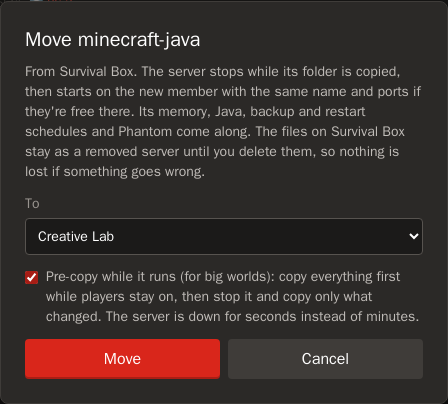 Move minecraft-java
From Survival Box. The server stops while its folder is copied,
then starts on the new member with the same name and ports if
they're free there. Its memory, Java, backup and restart
schedules and Phantom come along. The files on Survival Box
stay as a removed server until you delete them, so nothing is
lost if something goes wrong.
To
Creative Lab
Pre-copy while it runs (for big worlds): copy everything first
while players stay on, then stop it and copy only what
changed. The server is down for seconds instead of minutes.
Move
Cancel